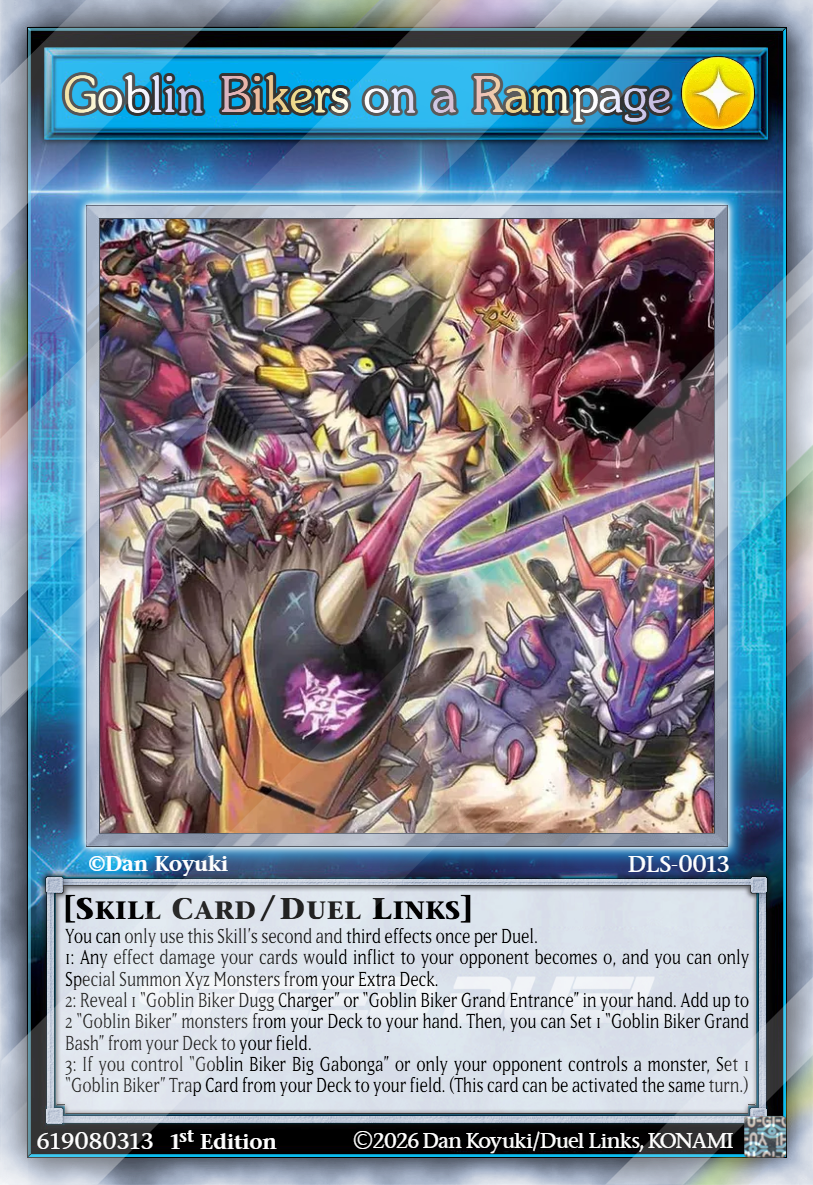 Goblin Bikers on a Rampage
©Dan Koyuki
DLS-0013
[SKILL CARD/DUEL LINKS]
You can only use this Skill's second and third effects once per Duel.
1: Any effect damage your cards would inflict to your opponent becomes 0, and you can only
Special Summon Xyz Monsters from your Extra Deck.
2: Reveal 1 "Goblin Biker Dugg Charger" or "Goblin Biker Grand Entrance" in your hand. Add up to
2 "Goblin Biker" monsters from your Deck to your hand. Then, you can Set 1 "Goblin Biker Grand
Bash" from your Deck to your field.
3: If you control "Goblin Biker Big Gabonga" or only your opponent controls a monster, Set 1
"Goblin Biker" Trap Card from your Deck to your field. (This card can be activated the same turn.)
619080313
1st Edition
©2026 Dan Koyuki/Duel Links, KONAMI